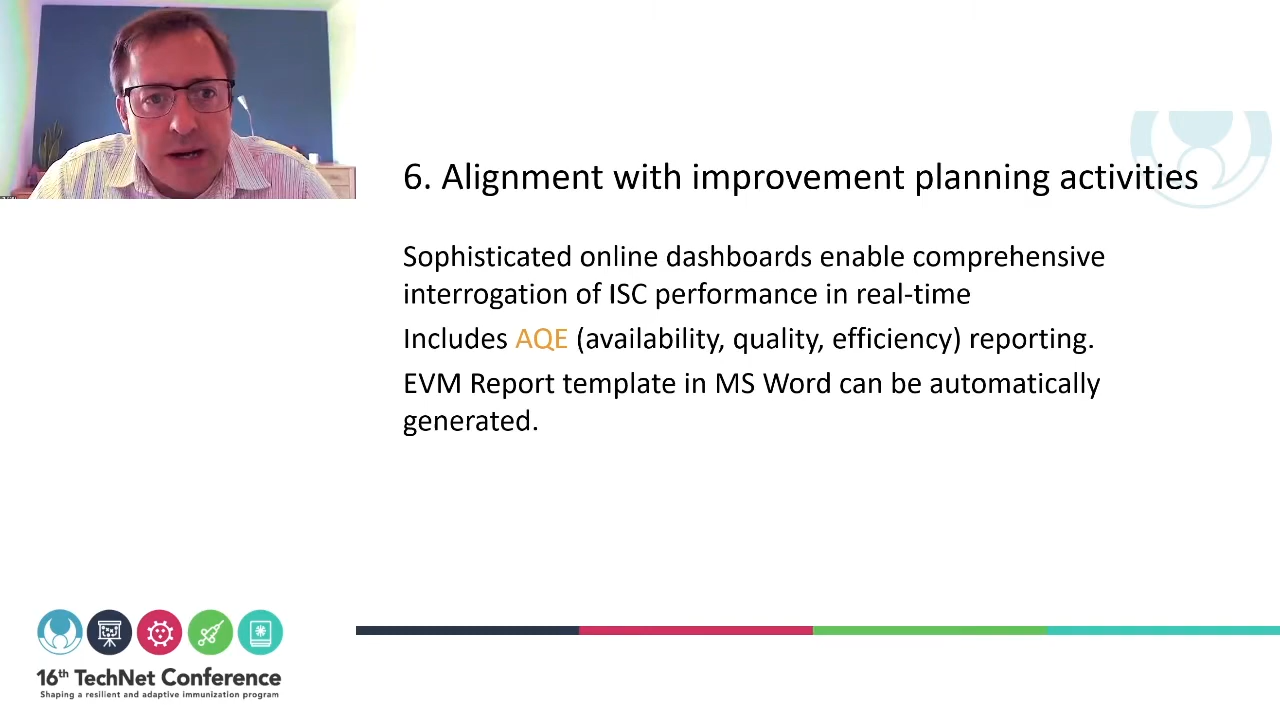 6. Alignment with improvement planning activities
Sophisticated online dashboards enable comprehensive
interrogation of ISC performance in real-time
Includes AQE (availability, quality, efficiency) reporting.
EVM Report template in MS Word can be automatically
generated.
16th TechNet Conference
Shaping a resilient and adaptive immunization program